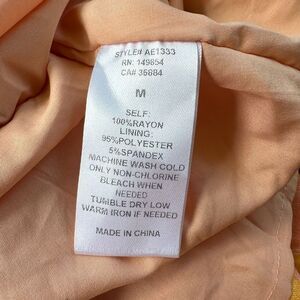 STYLE# AE1333
RN: 149654
CA# 35884
M
SELF:
100%RAYON
LINING:
95%POLYESTER
5%SPANDEX
MACHINE WASH COLD
ONLY NON-CHLORINE
BLEACH WHEN
NEEDED
TUMBLE DRY LOW
WARM IRON IF NEEDED
MADE IN CHINA